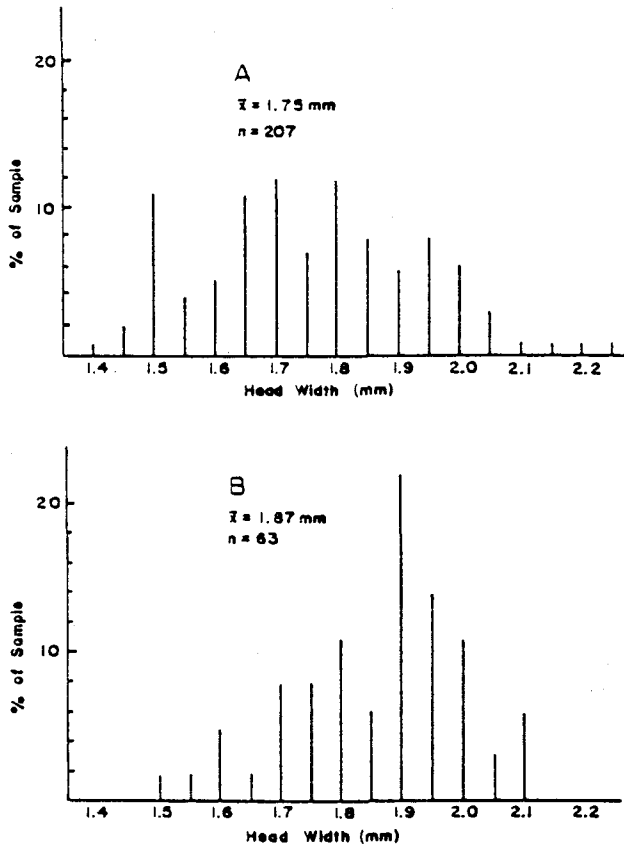 20
A
x̄ = 1.75 mm
n = 207
% of Sample
10
1.4 1.5 1.6 1.7 1.8 1.9 2.0 2.1 2.2
Head Width (mm)
B
20
x̄ = 1.87 mm
n = 63
% of Sample
10
1.4 1.5 1.6 1.7 1.8 1.9 2.0 2.1 2.2
Head Width (mm)